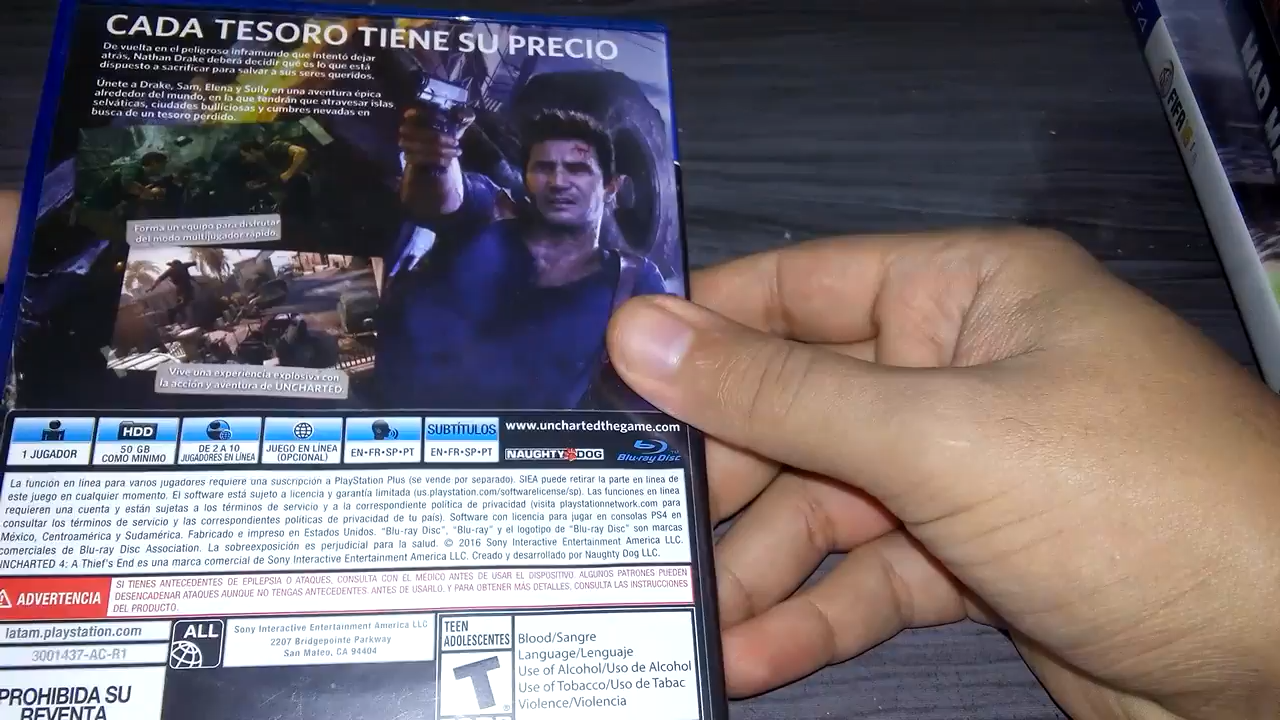 CADA TESORO TIENE SU PRECIO
De vuelta en el peligroso inframundo que intentó dejar
atrás, Nathan Drake deberá decidir qué es lo que está
dispuesto a sacrificar para salvar a sus seres queridos.
Únete a Drake, Sam, Elena y Sully en una aventura épica
alrededor del mundo, en la que tendrán que atravesar islas
selváticas, ciudades bulliciosas y cumbres nevadas en
busca de un tesoro perdido.
Forma un equipo para disfrutar
del modo multijugador rápido.
Vive una experiencia explosiva con
la acción y aventura de UNCHARTED.
1 JUGADOR
HDD
50 GB
COMO MÍNIMO
DE 2 A 10
JUGADORES EN LÍNEA
JUEGO EN LÍNEA
(OPCIONAL)
EN•FR•SP•PT
SUBTÍTULOS
EN•FR•SP•PT
www.unchartedthegame.com
NAUGHTY DOG
Blu-ray Disc
La función en línea para varios jugadores requiere una suscripción a PlayStation Plus (se vende por separado). SIEA puede retirar la parte en línea de
este juego en cualquier momento. El software está sujeto a licencia y garantía limitada (us.playstation.com/softwarelicense/sp). Las funciones en línea
requieren una cuenta y están sujetas a los términos de servicio y a la correspondiente política de privacidad (visita playstationnetwork.com para
consultar los términos de servicio y las correspondientes políticas de privacidad de tu país). Software con licencia para jugar en consolas PS4 en
México, Centroamérica y Sudamérica. Fabricado e impreso en Estados Unidos. "Blu-ray Disc", "Blu-ray" y el logotipo de "Blu-ray Disc" son marcas
comerciales de Blu-ray Disc Association. La sobreexposición es perjudicial para la salud. © 2016 Sony Interactive Entertainment America LLC.
UNCHARTED 4: A Thief's End es una marca comercial de Sony Interactive Entertainment America LLC. Creado y desarrollado por Naughty Dog LLC.
ADVERTENCIA
SI TIENES ANTECEDENTES DE EPILEPSIA O ATAQUES, CONSULTA CON EL MÉDICO ANTES DE USAR EL DISPOSITIVO. ALGUNOS PATRONES PUEDEN
DESENCADENAR ATAQUES AUNQUE NO TENGAS ANTECEDENTES. ANTES DE USARLO, Y PARA OBTENER MÁS DETALLES, CONSULTA LAS INSTRUCCIONES
DEL PRODUCTO.
latam.playstation.com
3001437-AC-R1
PROHIBIDA SU
REVENTA
ALL
Sony Interactive Entertainment America LLC
2207 Bridgepointe Parkway
San Mateo, CA 94404
TEEN
ADOLESCENTES
T
Blood/Sangre
Language/Lenguaje
Use of Alcohol/Uso de Alcohol
Use of Tobacco/Uso de Tabac
Violence/Violencia
FIFA
MAD